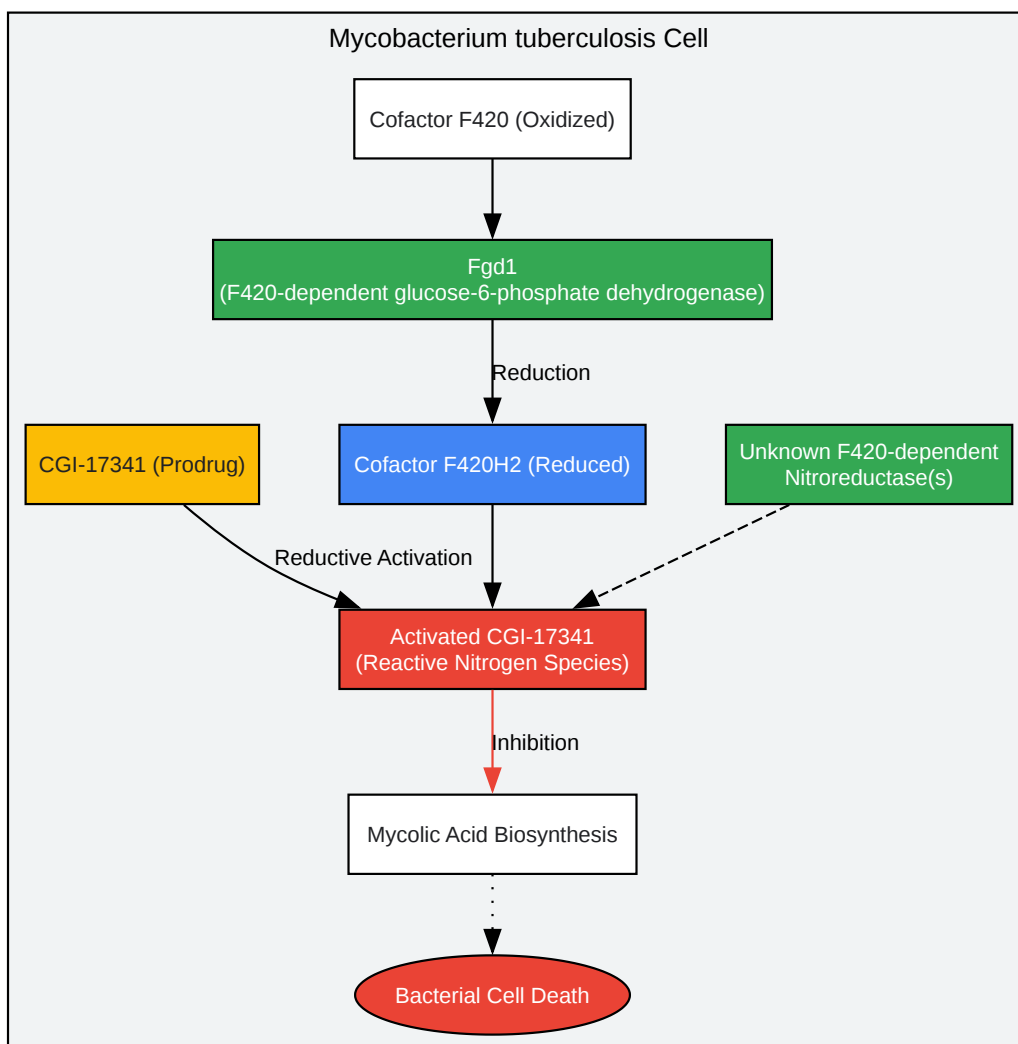 Mycobacterium tuberculosis Cell
Cofactor F420 (Oxidized)
Fgd1
(F420-dependent glucose-6-phosphate dehydrogenase)
Reduction
CGI-17341 (Prodrug)
Cofactor F420H2 (Reduced)
Unknown F420-dependent
Nitroreductase(s)
Reductive Activation
Activated CGI-17341
(Reactive Nitrogen Species)
Inhibition
Mycolic Acid Biosynthesis
Bacterial Cell Death